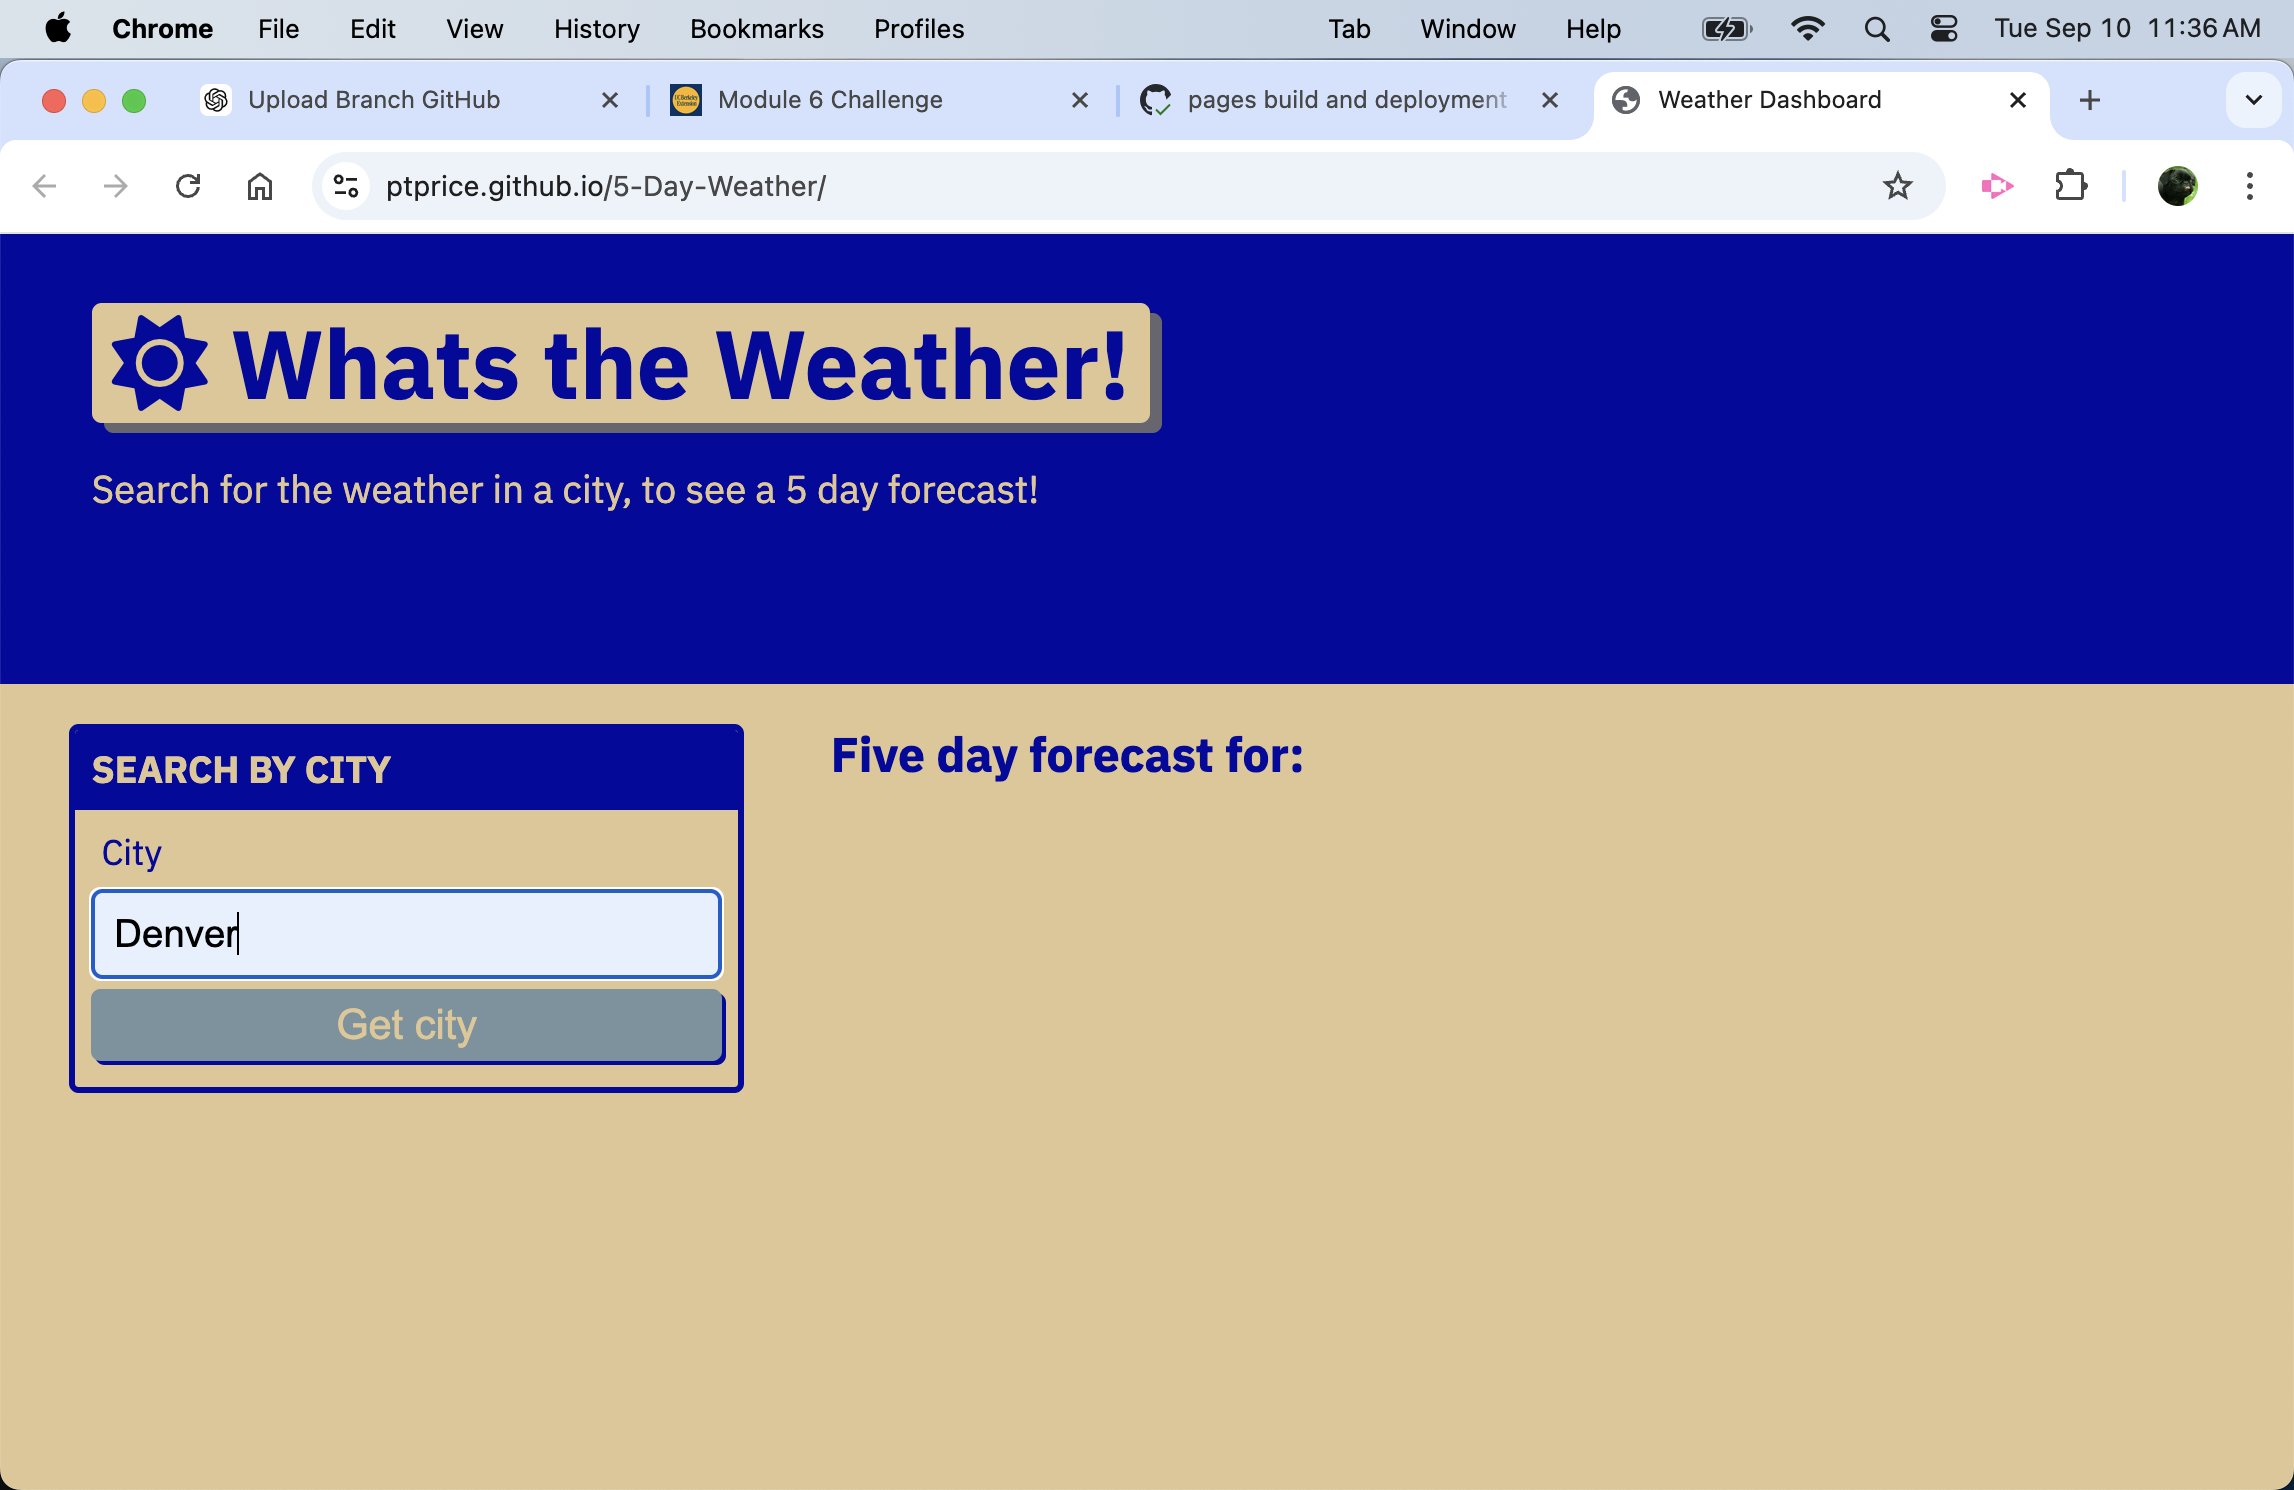 Chrome File Edit View History Bookmarks Profiles Tab Window Help Tue Sep 10 11:36 AM
Upload Branch GitHub Module 6 Challenge pages build and deployment Weather Dashboard
ptprice.github.io/5-Day-Weather/
Whats the Weather!
Search for the weather in a city, to see a 5 day forecast!
SEARCH BY CITY
Five day forecast for:
City
Denver
Get city